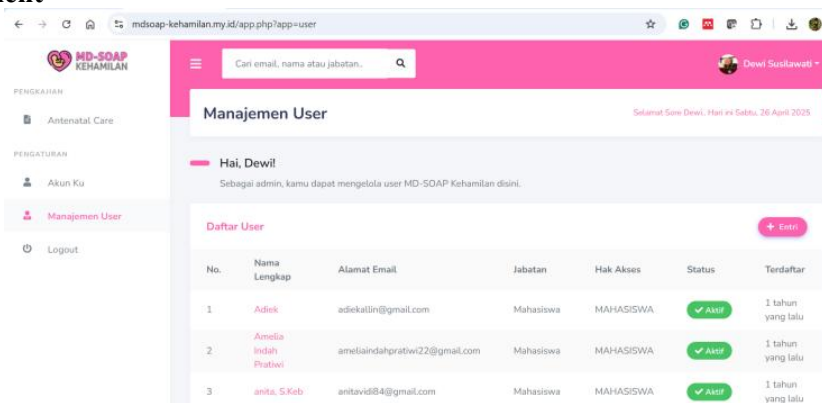 mdsoap-kehamilan.my.id/app.php?app=user
MD-SOAP
KEHAMILAN
Cari email, nama atau jabatan..
Dewi Susilawati
PENGKAJIAN
Antenatal Care
Manajemen User
Selamat Sore Dewi.. Hari ini Sabtu, 26 April 2025
PENGATURAN
Akun Ku
Hai, Dewi!
Sebagai admin, kamu dapat mengelola user MD-SOAP Kehamilan disini.
Manajemen User
Logout
Daftar User
+ Entri
No. Nama Lengkap Alamat Email Jabatan Hak Akses Status Terdaftar
1 Adiek adiekallin@gmail.com Mahasiswa MAHASISWA Aktif 1 tahun yang lalu
2 Amelia Indah Pratiwi ameliaindahpratiwi22@gmail.com Mahasiswa MAHASISWA Aktif 1 tahun yang lalu
3 anita, S.Keb anitavidi84@gmail.com Mahasiswa MAHASISWA Aktif 1 tahun yang lalu